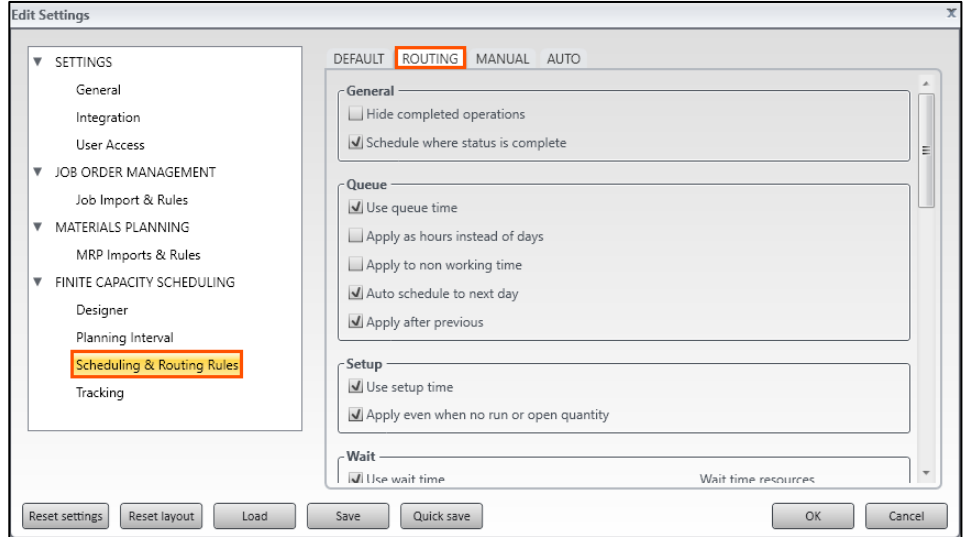 Edit Settings
SETTINGS
General
Integration
User Access
JOB ORDER MANAGEMENT
Job Import & Rules
MATERIALS PLANNING
MRP Imports & Rules
FINITE CAPACITY SCHEDULING
Designer
Planning Interval
Scheduling & Routing Rules
Tracking
DEFAULT ROUTING MANUAL AUTO
General
Hide completed operations
Schedule where status is complete
Queue
Use queue time
Apply as hours instead of days
Apply to non working time
Auto schedule to next day
Apply after previous
Setup
Use setup time
Apply even when no run or open quantity
Wait
Use wait time Wait time resources
Reset settings Reset layout Load Save Quick save OK Cancel